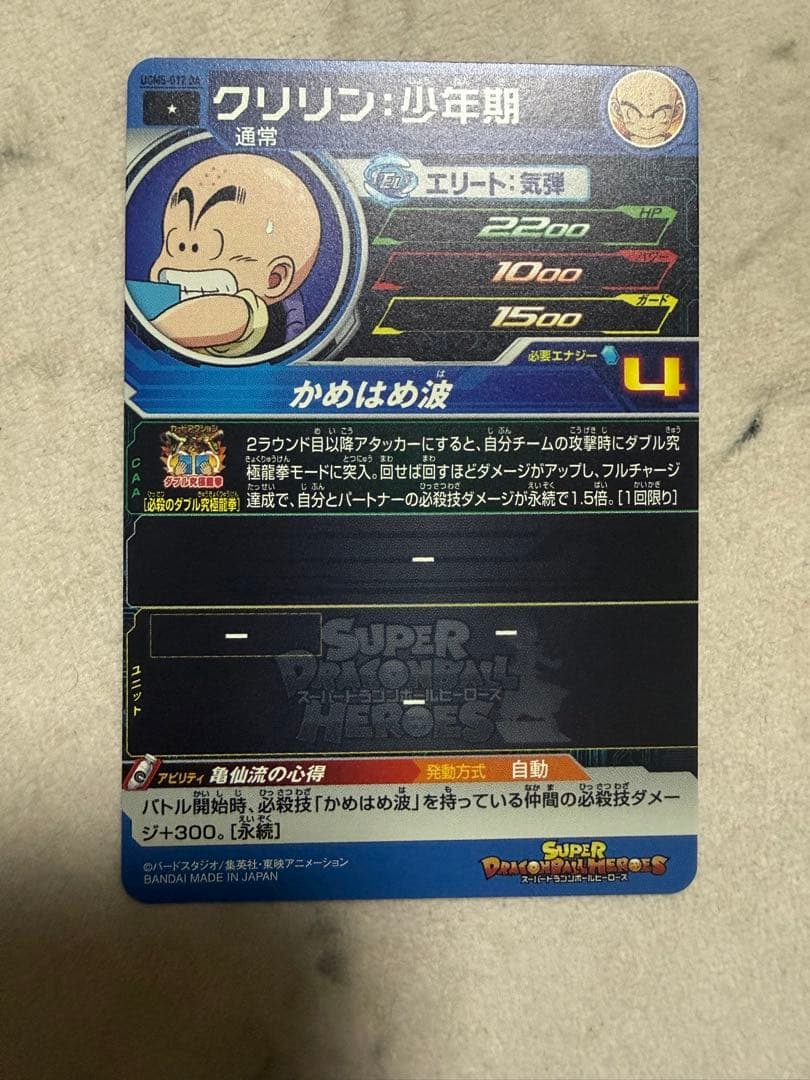 クリリン：少年期
通常
エリート：気弾
HP
2200
パワー
1000
ガード
1500
必要エナジー
4
かめはめ波
CAA
カードアクション
ダブル究極龍拳
[必殺のダブル究極龍拳]
2ラウンド目以降アタッカーにすると、自分チームの攻撃時にダブル究
極龍拳モードに突入。回せば回すほどダメージがアップし、フルチャージ
達成で、自分とパートナーの必殺技ダメージが永続で1.5倍。[1回限り]
ー
ユニット
ー
ー
ー
SUPER
DRAGONBALL
スーパードラゴンボールヒーローズ
HEROES
アビリティ 亀仙流の心得
発動方式 自動
バトル開始時、必殺技「かめはめ波」を持っている仲間の必殺技ダメー
ジ+300。[永続]
©バードスタジオ/集英社・東映アニメーション
BANDAI MADE IN JAPAN
SUPER
DRAGONBALL HEROES
スーパードラゴンボールヒーローズ